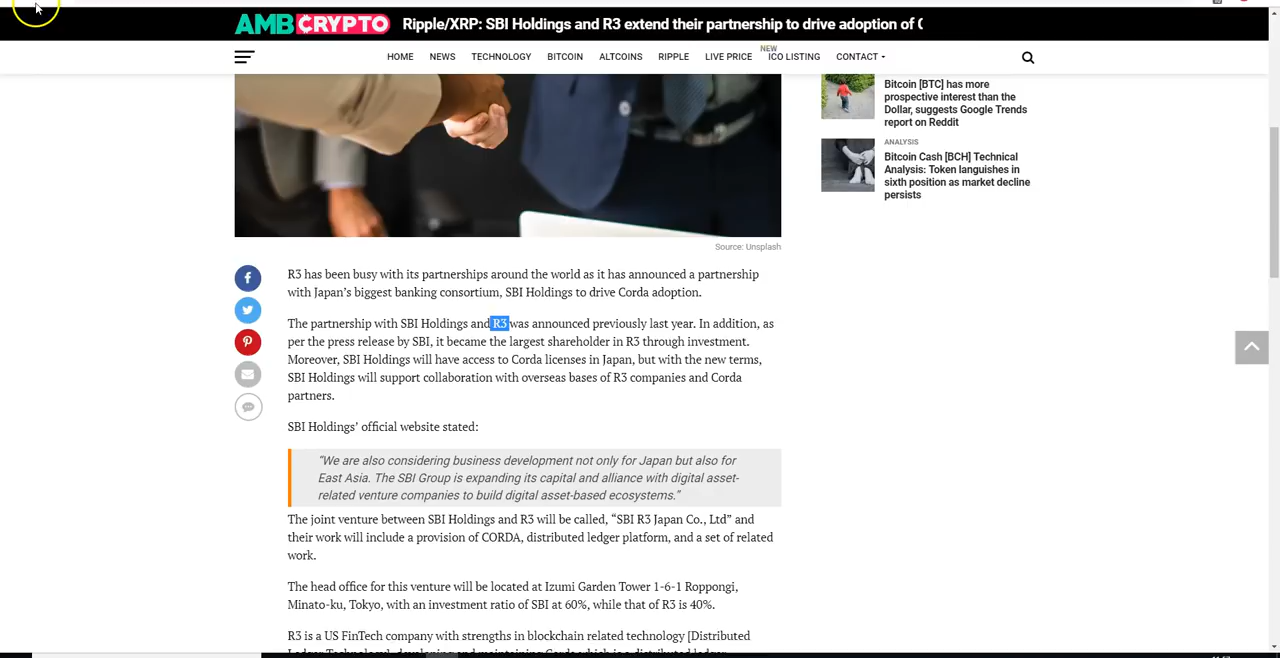 AMBCRYPTO Ripple/XRP: SBI Holdings and R3 extend their partnership to drive adoption of
HOME NEWS TECHNOLOGY BITCOIN ALTCOINS RIPPLE LIVE PRICE NEW ICO LISTING CONTACT
Bitcoin [BTC] has more
prospective interest than the
Dollar, suggests Google Trends
report on Reddit
ANALYSIS
Bitcoin Cash [BCH] Technical
Analysis: Token languishes in
sixth position as market decline
persists
Source: Unsplash
R3 has been busy with its partnerships around the world as it has announced a partnership
with Japan’s biggest banking consortium, SBI Holdings to drive Corda adoption.
The partnership with SBI Holdings and R3 was announced previously last year. In addition, as
per the press release by SBI, it became the largest shareholder in R3 through investment.
Moreover, SBI Holdings will have access to Corda licenses in Japan, but with the new terms,
SBI Holdings will support collaboration with overseas bases of R3 companies and Corda
partners.
SBI Holdings’ official website stated:
“We are also considering business development not only for Japan but also for
East Asia. The SBI Group is expanding its capital and alliance with digital asset-
related venture companies to build digital asset-based ecosystems.”
The joint venture between SBI Holdings and R3 will be called, “SBI R3 Japan Co., Ltd” and
their work will include a provision of CORDA, distributed ledger platform, and a set of related
work.
The head office for this venture will be located at Izumi Garden Tower 1-6-1 Roppongi,
Minato-ku, Tokyo, with an investment ratio of SBI at 60%, while that of R3 is 40%.
R3 is a US FinTech company with strengths in blockchain related technology [Distributed